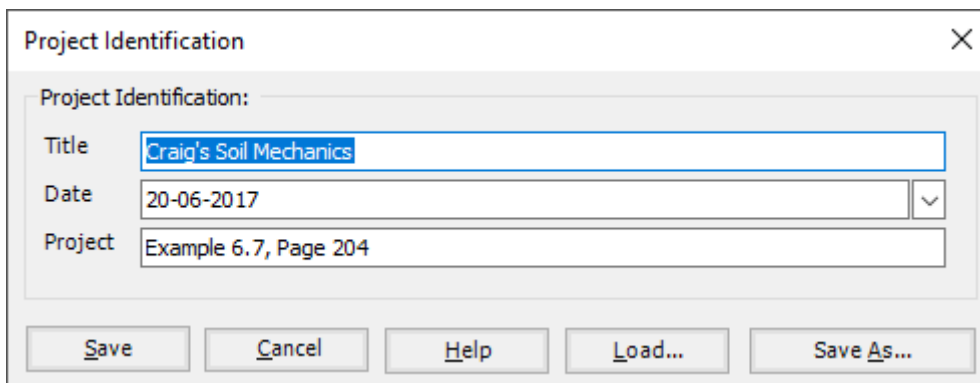 Project Identification
Project Identification:
Title Craig's Soil Mechanics
Date 20-06-2017
Project Example 6.7, Page 204
Save Cancel Help Load... Save As...